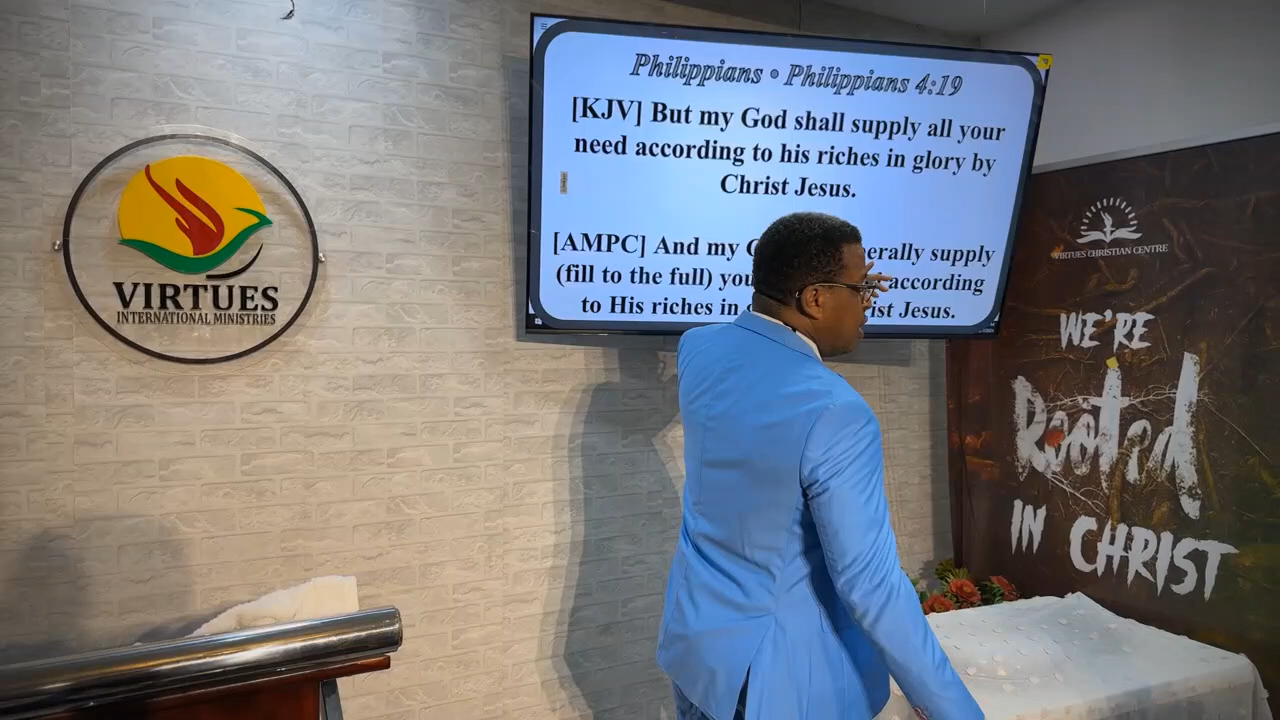 Philippians • Philippians 4:19
[KJV] But my God shall supply all your
need according to his riches in glory by
Christ Jesus.
[AMPC] And my G erally supply
(fill to the full) you according
to His riches in ist Jesus.
VIRTUES
INTERNATIONAL MINISTRIES
VIRTUES CHRISTIAN CENTRE
WE'RE
Rooted
IN CHRIST